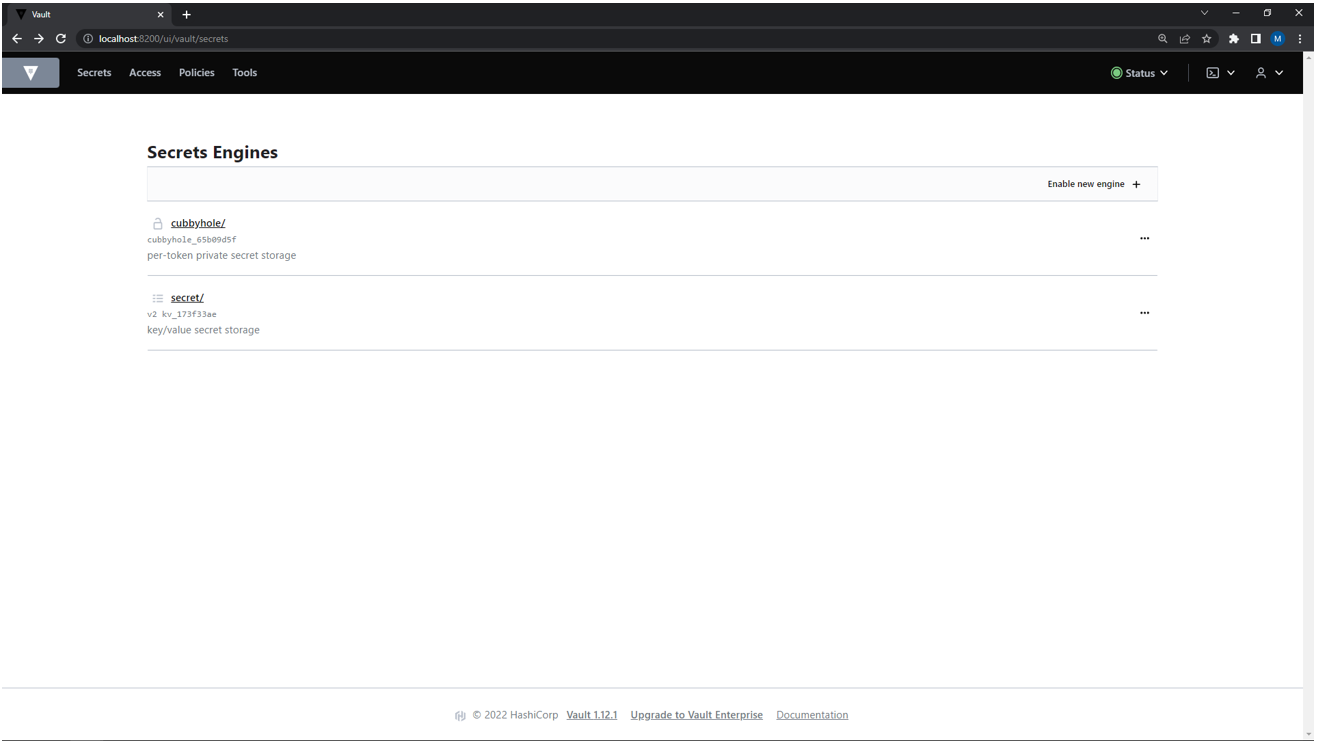 Vault
localhost:8200/ui/vault/secrets
M
Secrets Access Policies Tools
Status
Secrets Engines
Enable new engine +
cubbyhole/
cubbyhole_65b09d5f
per-token private secret storage
secret/
v2 kv_173f33ae
key/value secret storage
© 2022 HashiCorp Vault 1.12.1 Upgrade to Vault Enterprise Documentation